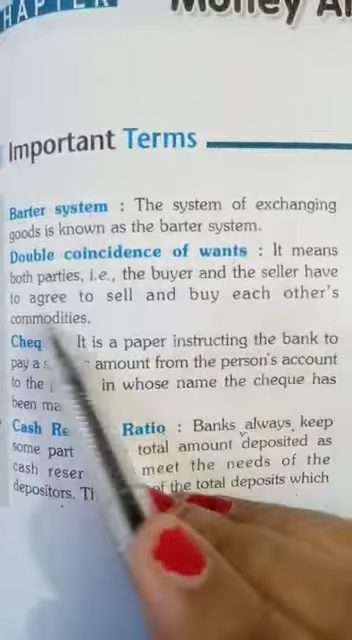 HAPTER
Money A
Important Terms
Barter system : The system of exchanging
goods is known as the barter system.
Double coincidence of wants : It means
both parties, i.e., the buyer and the seller have
to agree to sell and buy each other's
commodities.
Cheq It is a paper instructing the bank to
pay a s amount from the person's account
to the in whose name the cheque has
been ma
Cash Re Ratio : Banks always keep
some part total amount deposited as
cash reser meet the needs of the
depositors. Th of the total deposits which